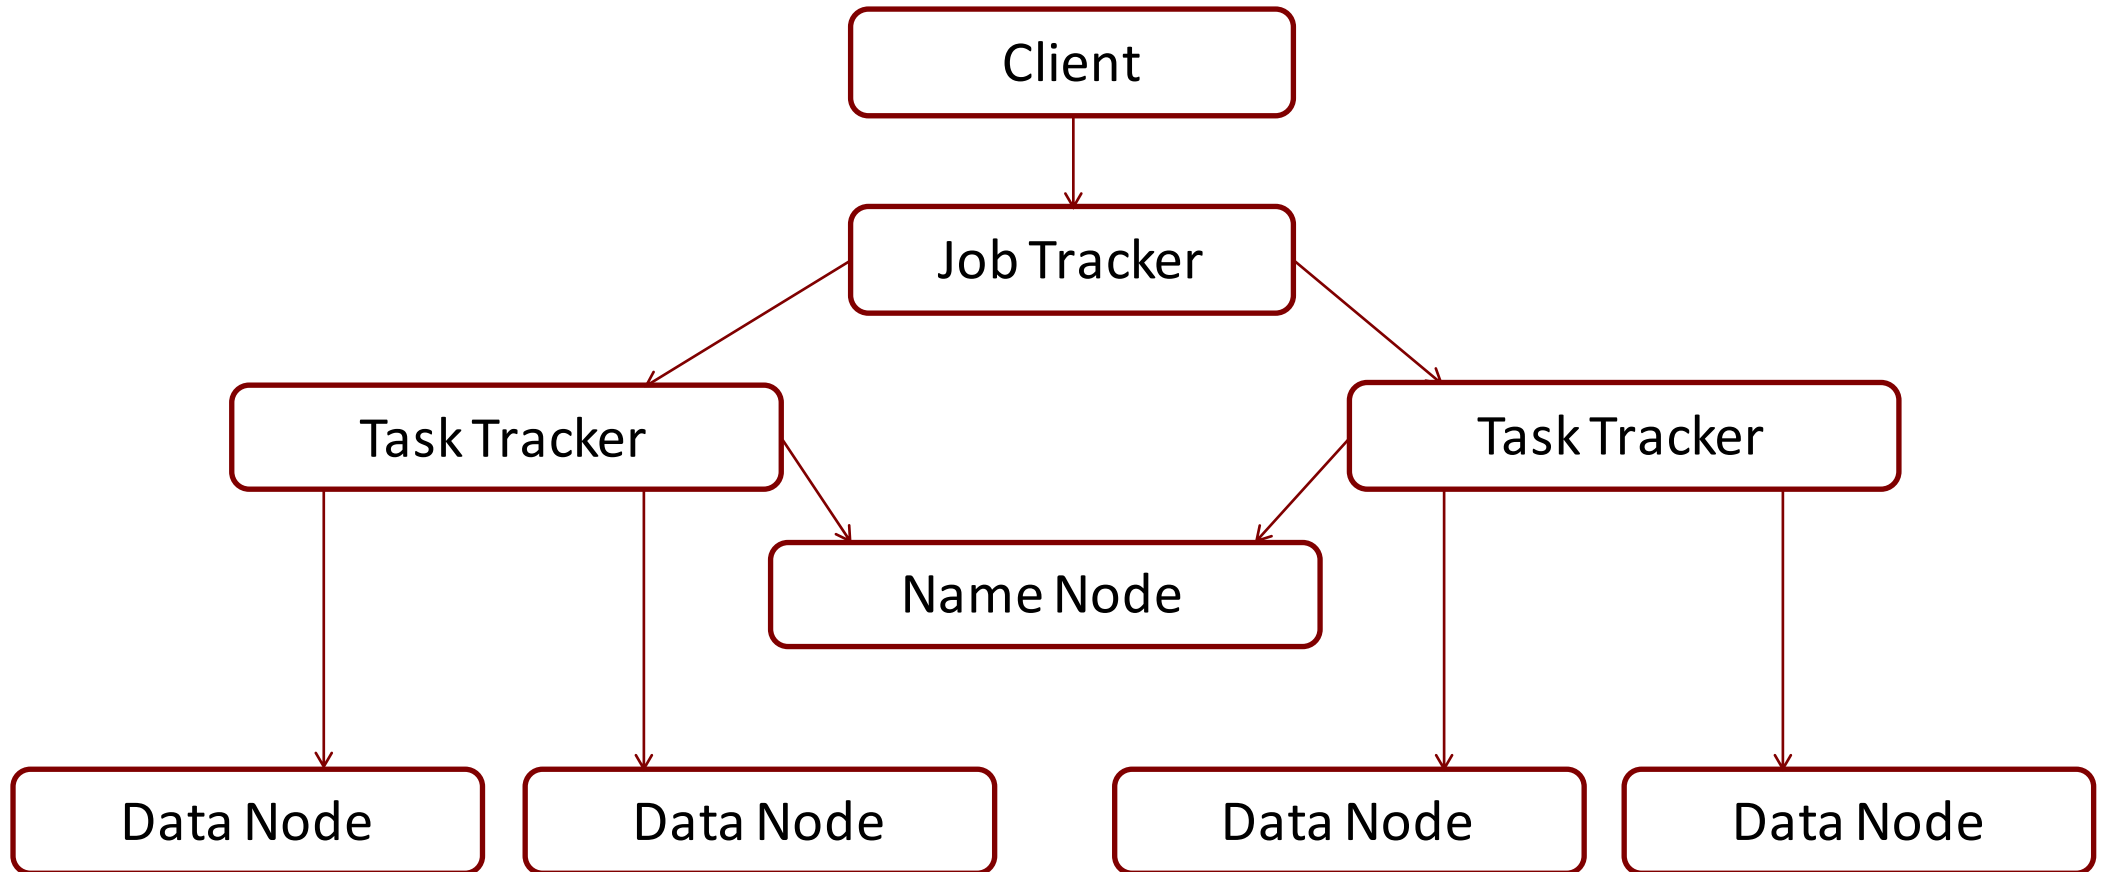 Client
Job Tracker
Task Tracker
Task Tracker
Name Node
Data Node
Data Node
Data Node
Data Node